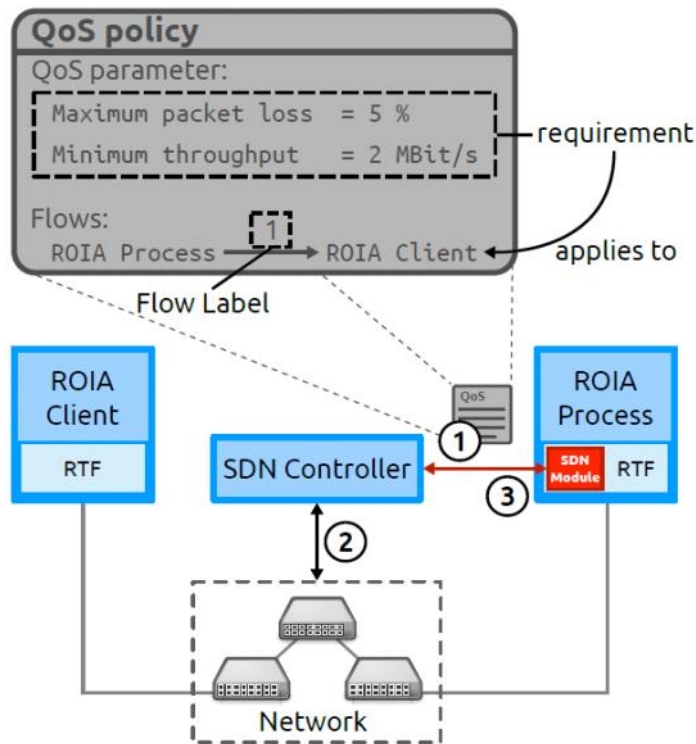 QoS policy
QoS parameter:
Maximum packet loss = 5 %
Minimum throughput = 2 MBit/s
requirement
Flows:
1
ROIA Process ROIA Client
applies to
Flow Label
ROIA
Client
RTF
QoS
1
ROIA
Process
SDN
Module
RTF
SDN Controller
3
2
Network